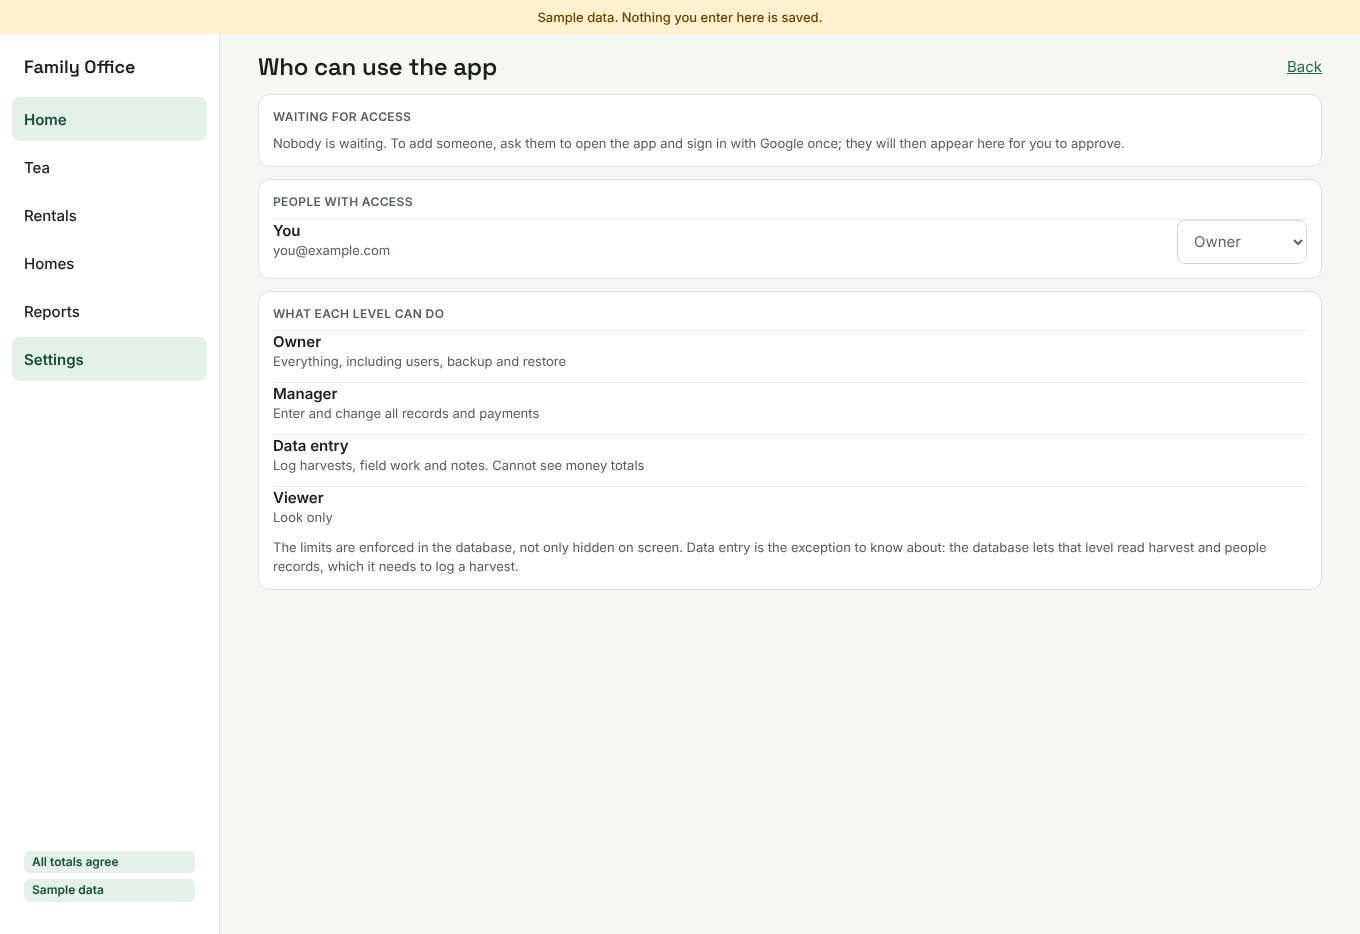 Sample data. Nothing you enter here is saved.
Family Office
Home
Tea
Rentals
Homes
Reports
Settings
All totals agree
Sample data
Who can use the app
Back
WAITING FOR ACCESS
Nobody is waiting. To add someone, ask them to open the app and sign in with Google once; they will then appear here for you to approve.
PEOPLE WITH ACCESS
You
you@example.com
Owner
WHAT EACH LEVEL CAN DO
Owner
Everything, including users, backup and restore
Manager
Enter and change all records and payments
Data entry
Log harvests, field work and notes. Cannot see money totals
Viewer
Look only
The limits are enforced in the database, not only hidden on screen. Data entry is the exception to know about: the database lets that level read harvest and people
records, which it needs to log a harvest.